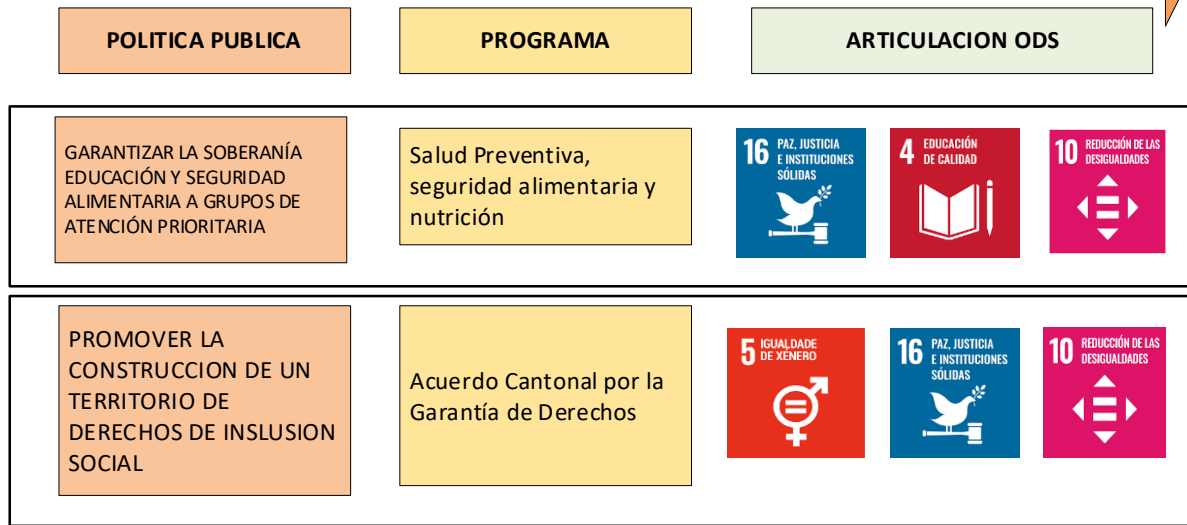 POLITICA PUBLICA
PROGRAMA
ARTICULACION ODS
GARANTIZAR LA SOBERANÍA
EDUCACIÓN Y SEGURIDAD
ALIMENTARIA A GRUPOS DE
ATENCIÓN PRIORITARIA
Salud Preventiva,
seguridad alimentaria y
nutrición
16 PAZ, JUSTICIA
E INSTITUCIONES
SÓLIDAS
4 EDUCACIÓN
DE CALIDAD
10 REDUCCIÓN DE LAS
DESIGUALDADES
PROMOVER LA
CONSTRUCCION DE UN
TERRITORIO DE
DERECHOS DE INSLUSION
SOCIAL
Acuerdo Cantonal por la
Garantía de Derechos
5 IGUALDADE
DE XÉNERO
16 PAZ, JUSTICIA
E INSTITUCIONES
SÓLIDAS
10 REDUCCIÓN DE LAS
DESIGUALDADES